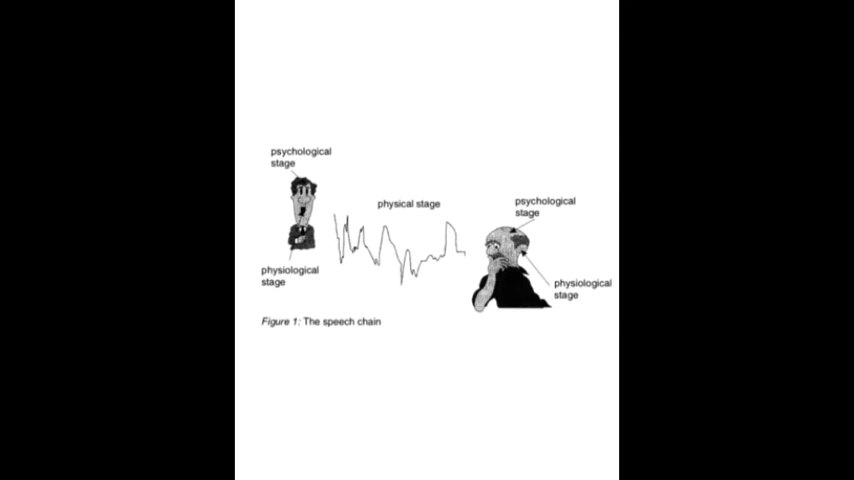 psychological
stage
physical stage
psychological
stage
physiological
stage
physiological
stage
Figure 1: The speech chain